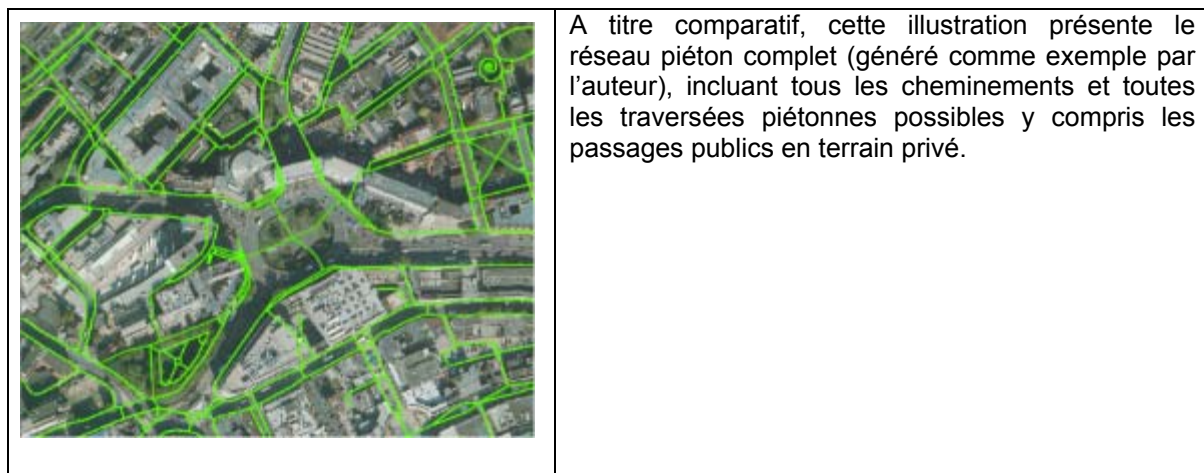 A titre comparatif, cette illustration présente le
réseau piéton complet (généré comme exemple par
l'auteur), incluant tous les cheminements et toutes
les traversées piétonnes possibles y compris les
passages publics en terrain privé.